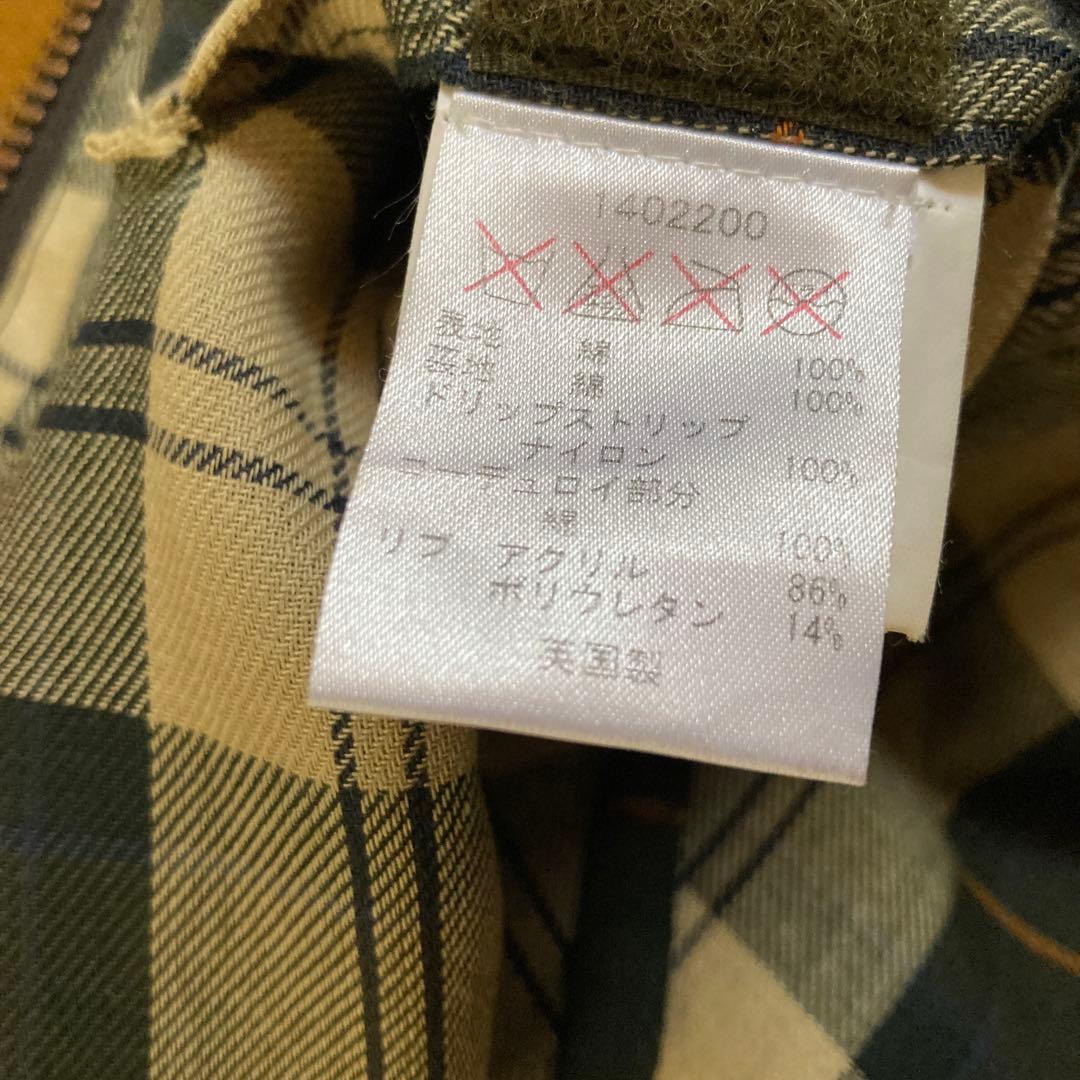 1402200
表地 綿 100%
表地 綿 100%
ドリップストリップ
ナイロン 100%
コーデュロイ部分
綿 100%
リブ アクリル 86%
ポリウレタン 14%
英国製